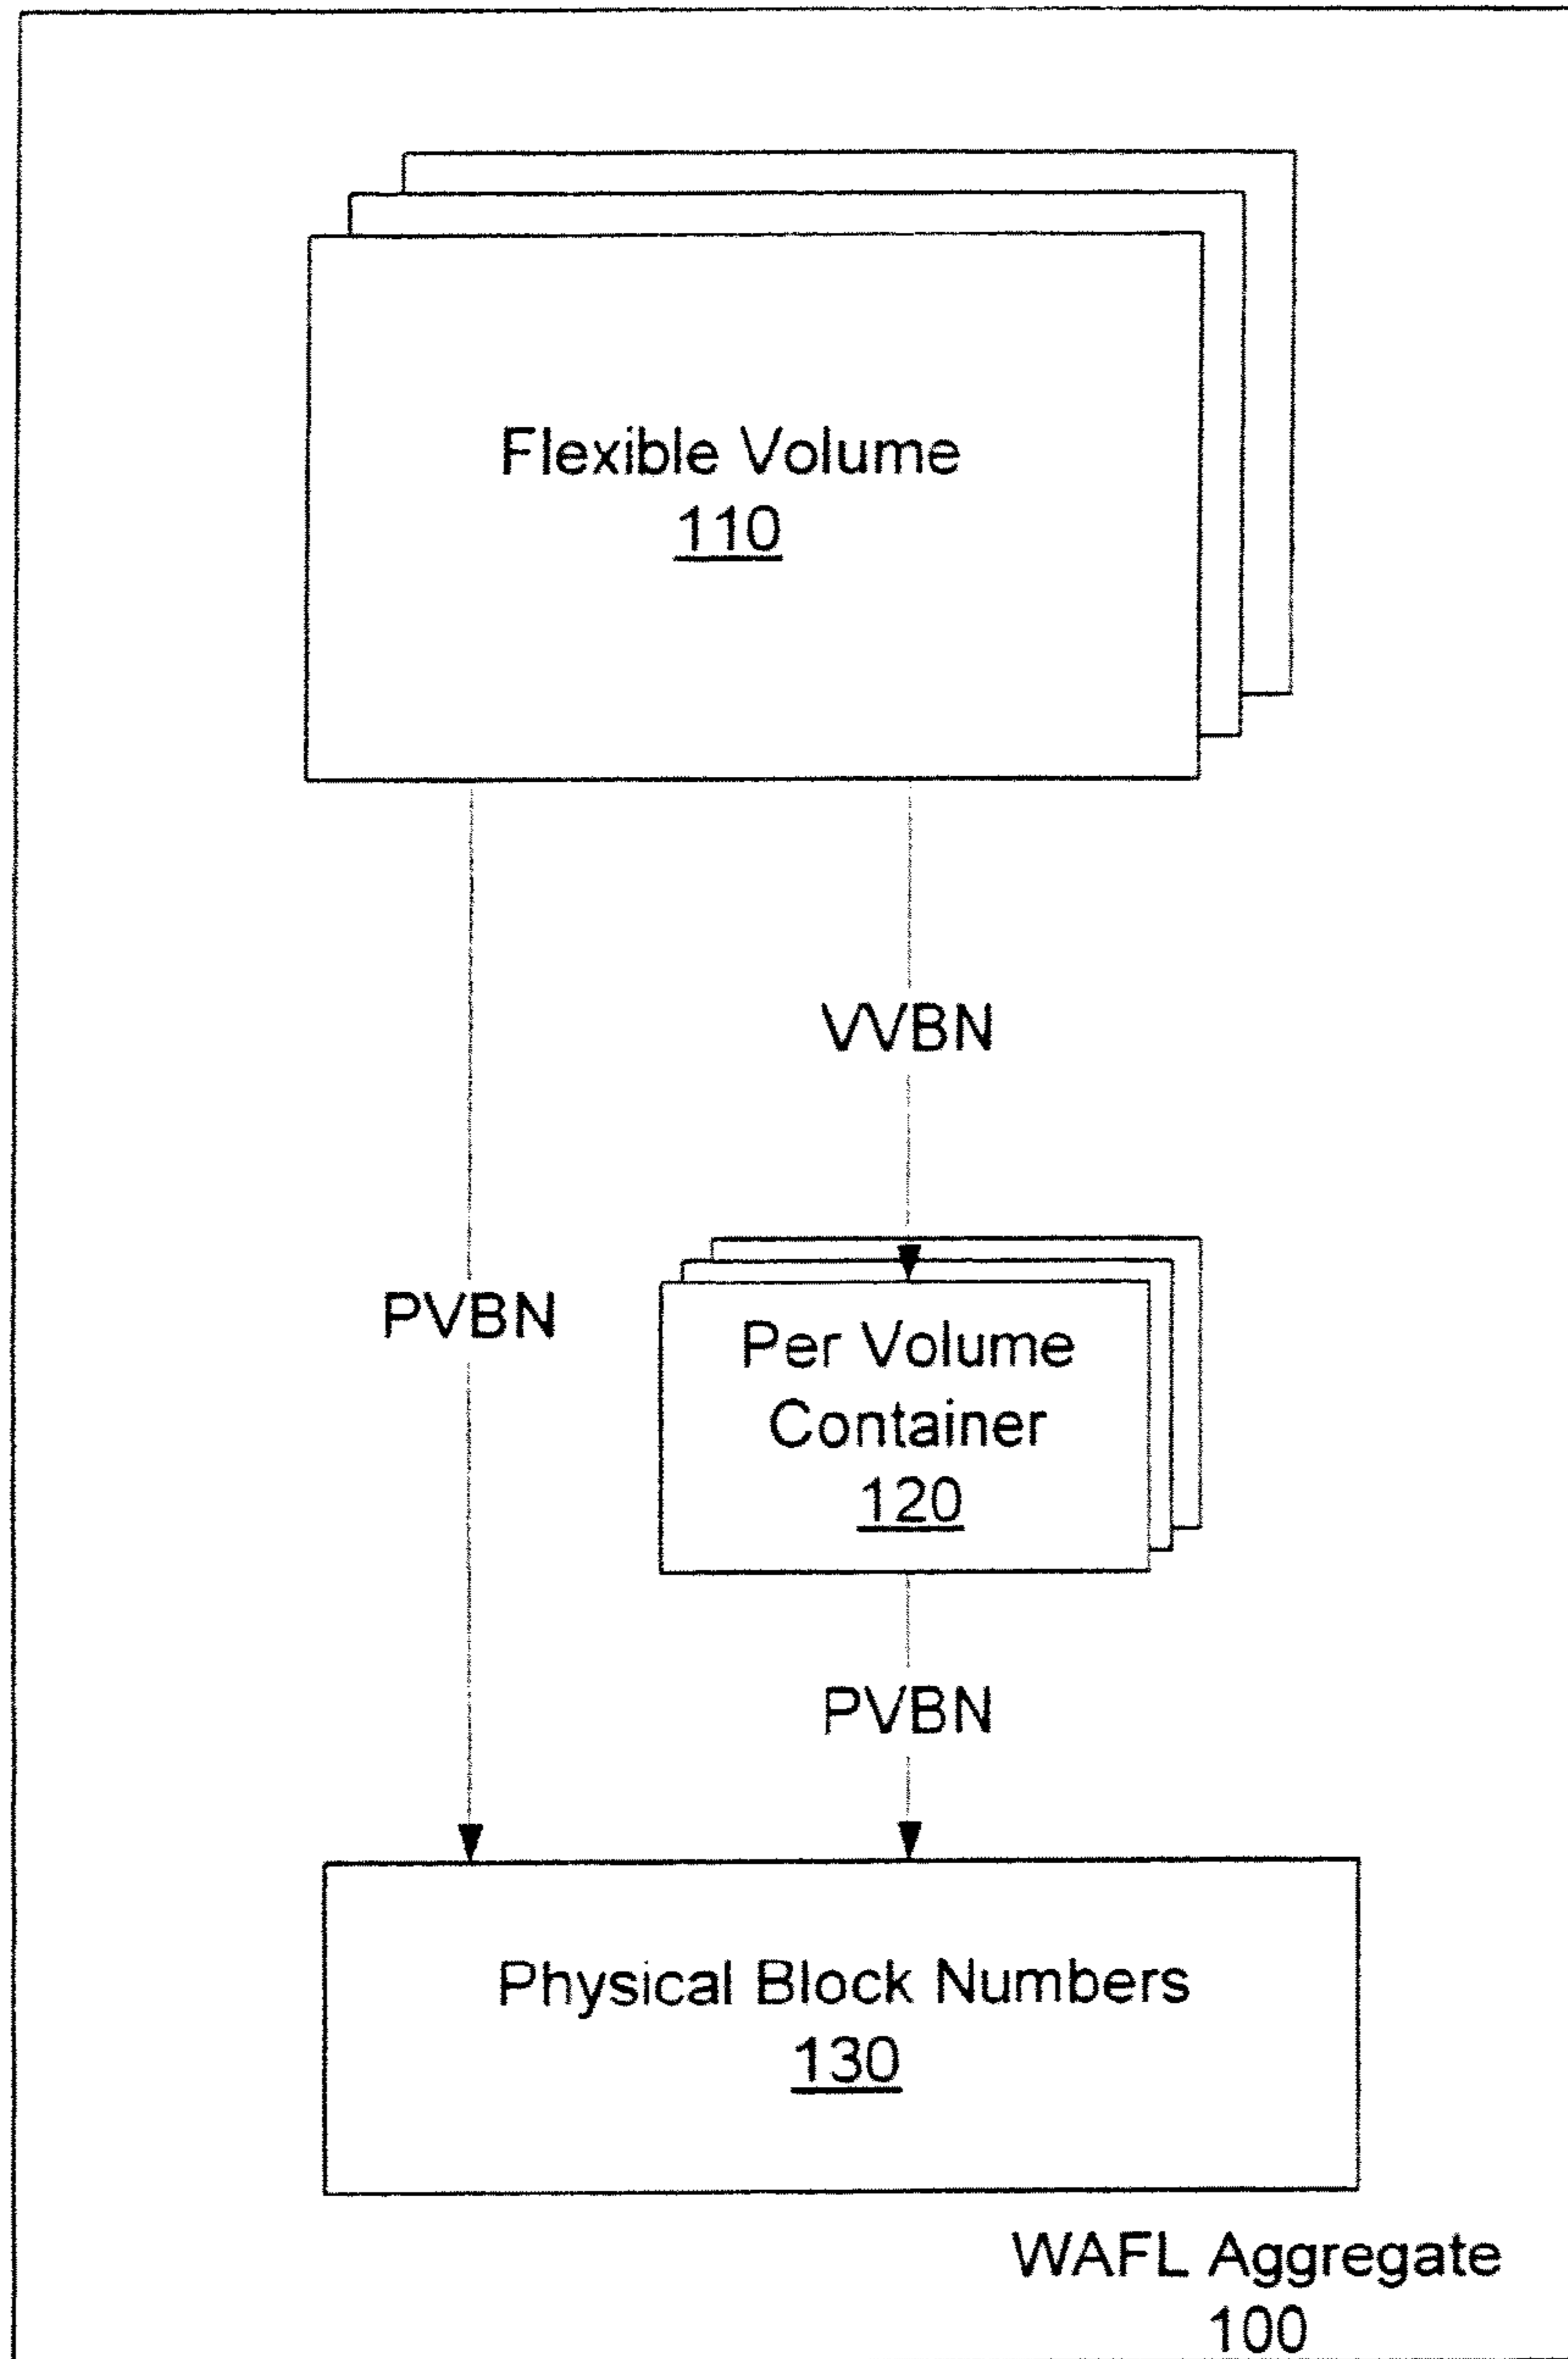 Flexible Volume
110
VVBN
PVBN
Per Volume
Container
120
PVBN
Physical Block Numbers
130
WAFL Aggregate
100